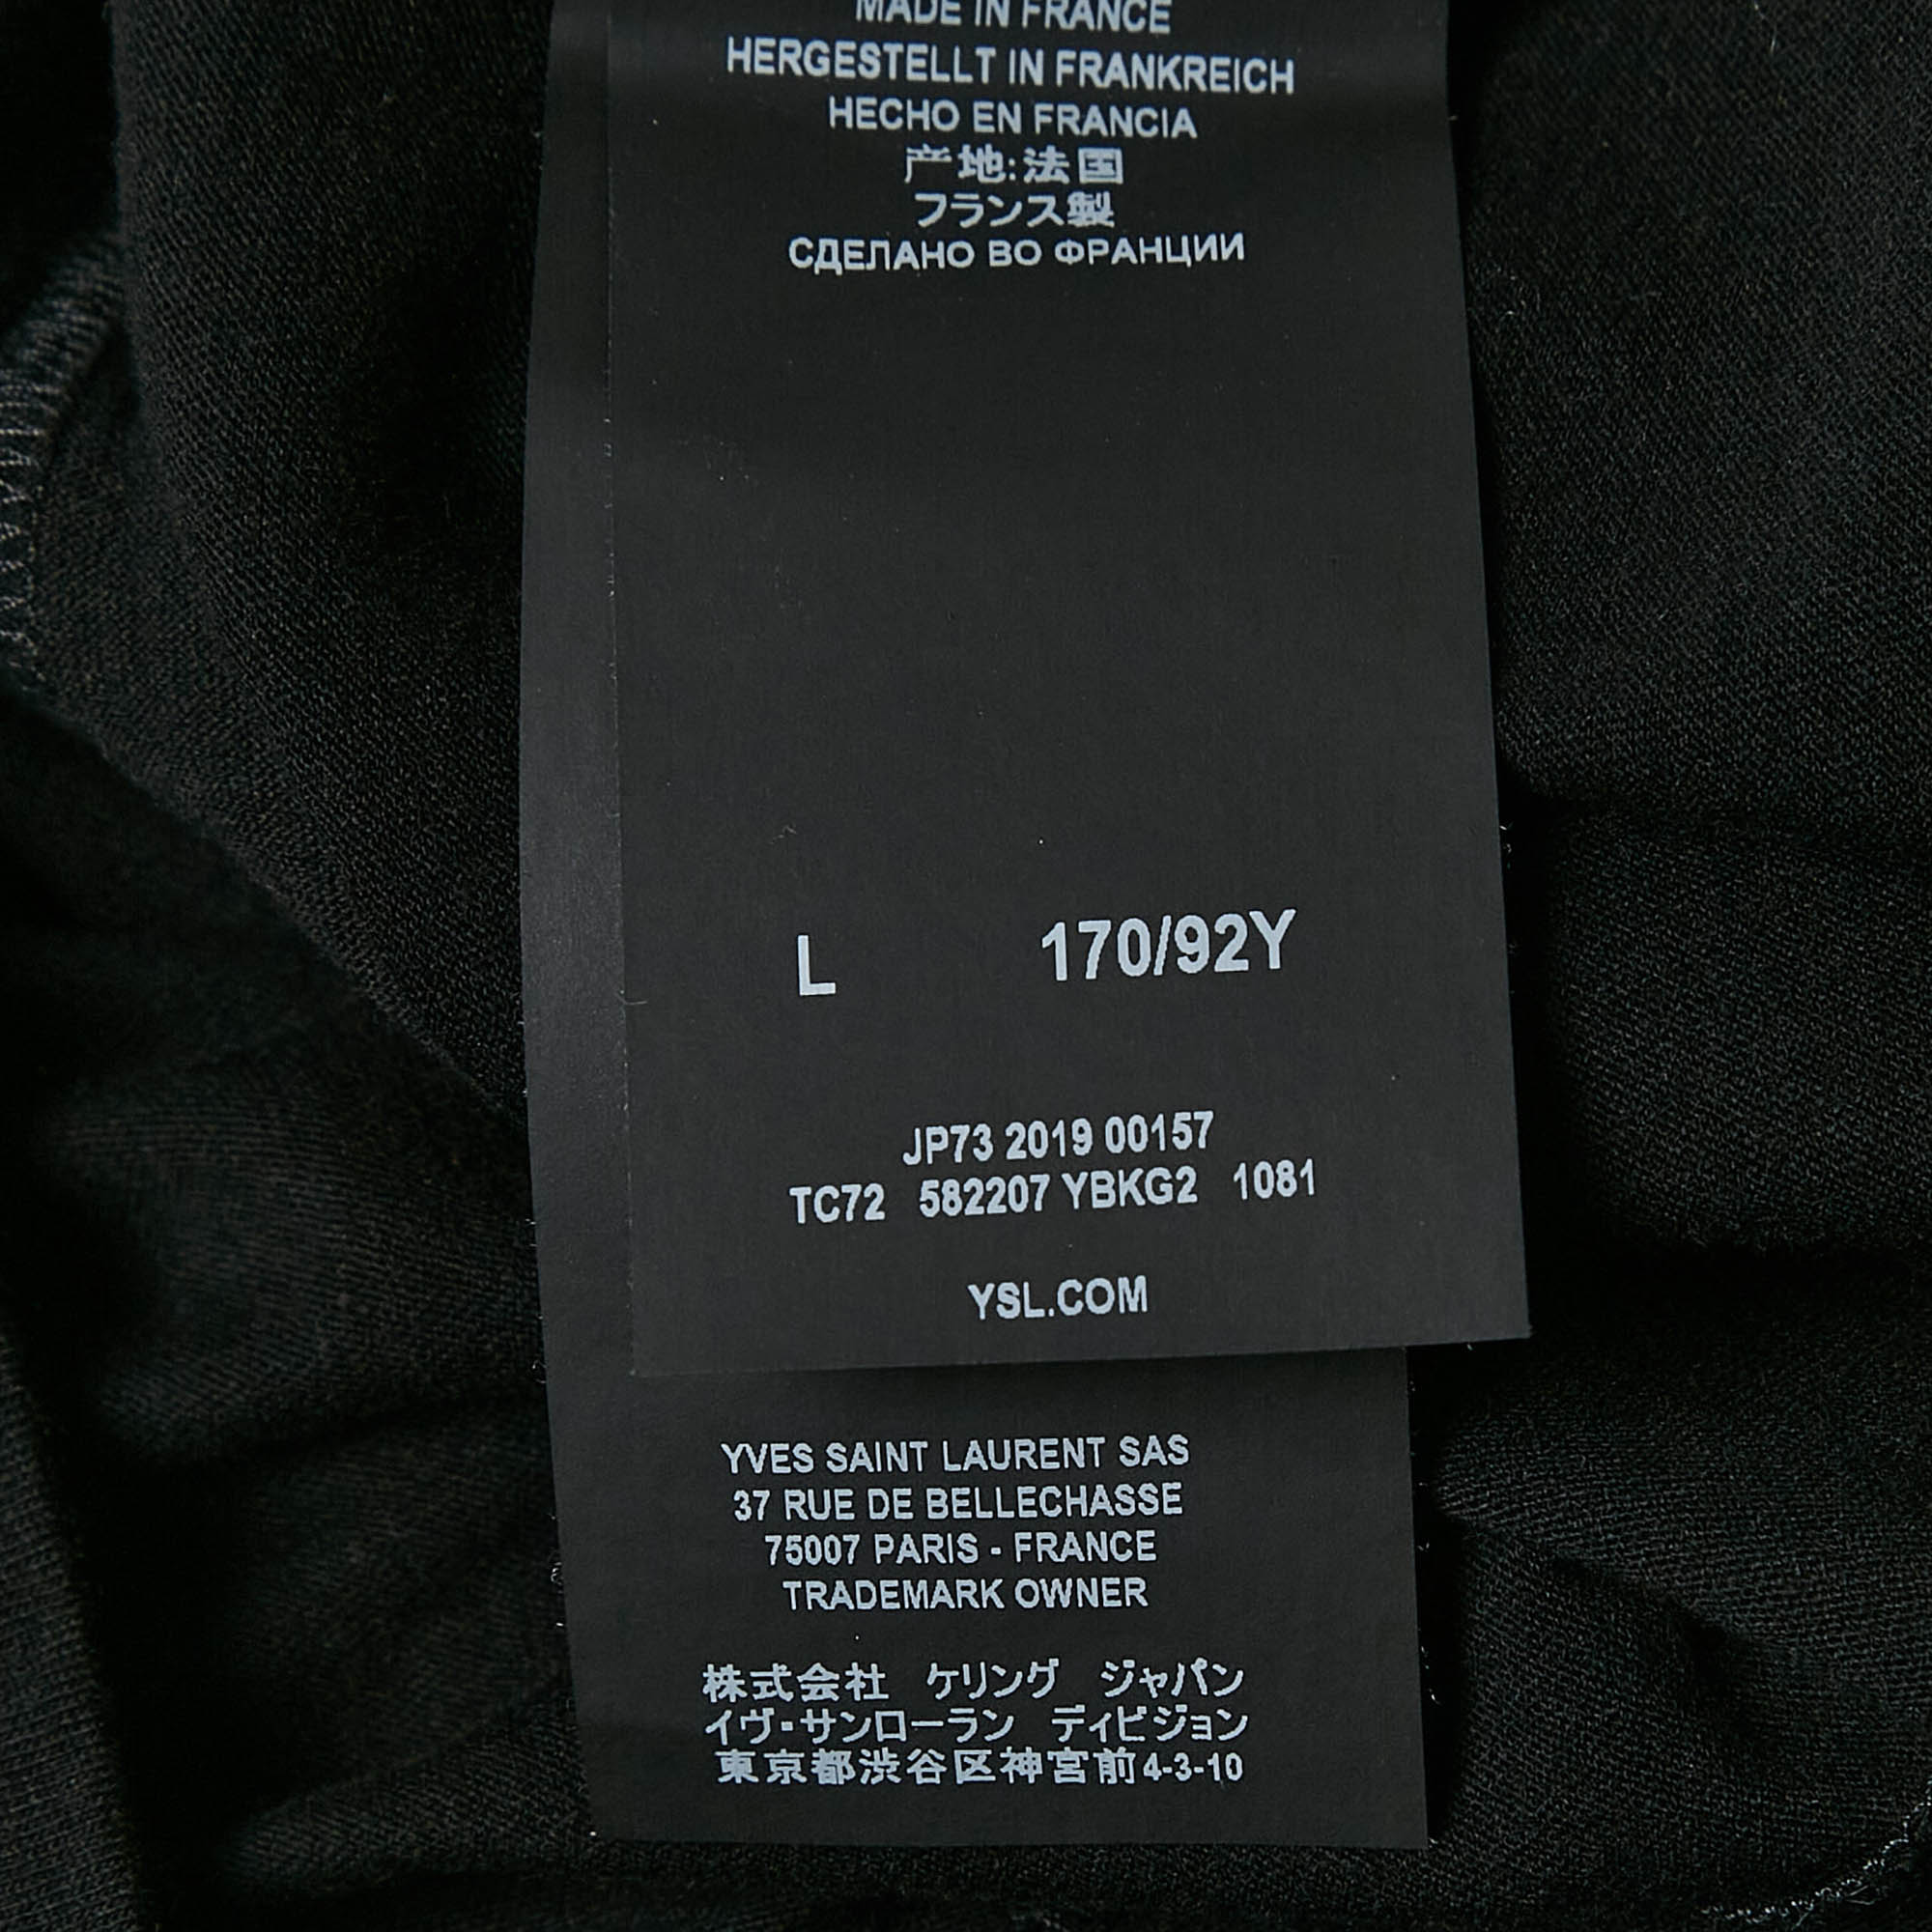 MADE IN FRANCE
HERGESTELLT IN FRANKREICH
HECHO EN FRANCIA
产地:法国
フランス製
СДЕЛАНО ВО ФРАНЦИИ
L 170/92Y
JP73 2019 00157
TC72 582207 YBKG2 1081
YSL.COM
YVES SAINT LAURENT SAS
37 RUE DE BELLECHASSE
75007 PARIS - FRANCE
TRADEMARK OWNER
株式会社 ケリング ジャパン
イヴ・サンローラン ディビジョン
東京都渋谷区神宮前4-3-10